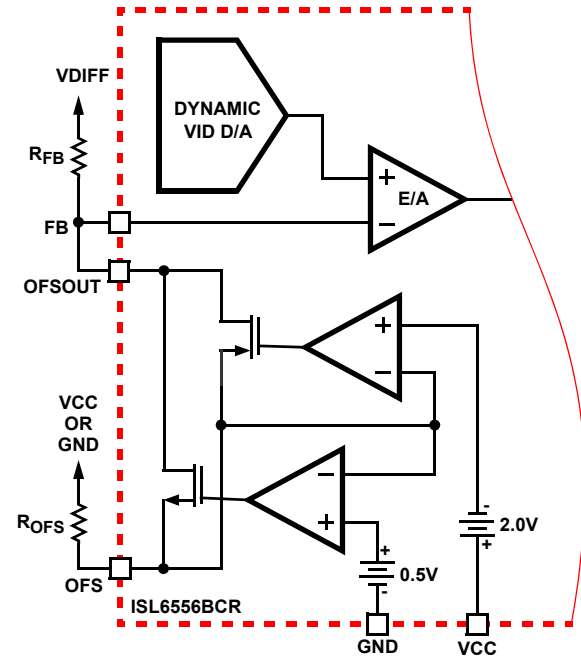 VDIFF
DYNAMIC
VID D/A
RFB
+
E/A
−
FB
OFSOUT
+
−
VCC
OR
GND
ROFS
−
+
-
2.0V
+
+
0.5V
-
OFS
ISL6556BCR
GND
VCC